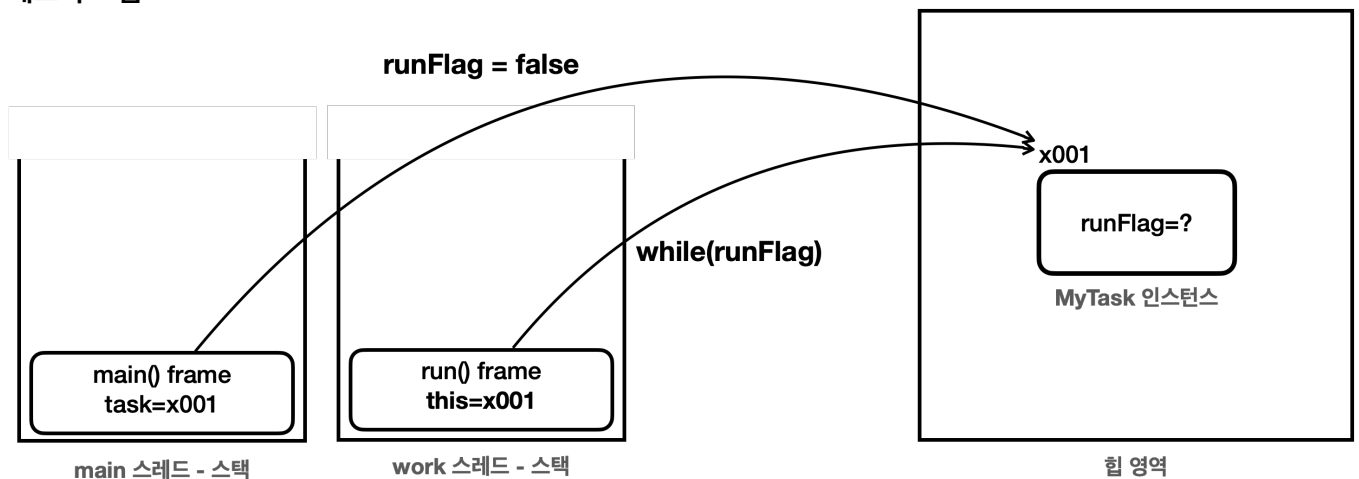 runFlag = false
x001
runFlag=?
while(runFlag)
MyTask 인스턴스
main() frame
task=x001
run() frame
this=x001
main 스레드 - 스택
work 스레드 - 스택
힙 영역